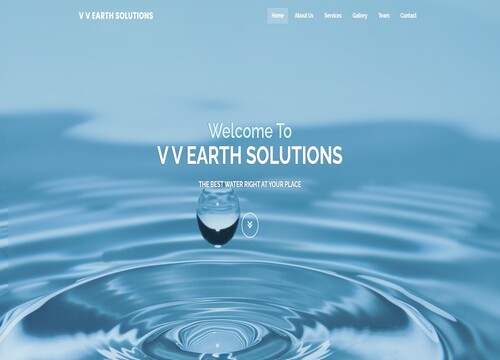 V V EARTH SOLUTIONS
Home About Us Services Gallery Team Contact
Welcome To
V V EARTH SOLUTIONS
THE BEST WATER RIGHT AT YOUR PLACE